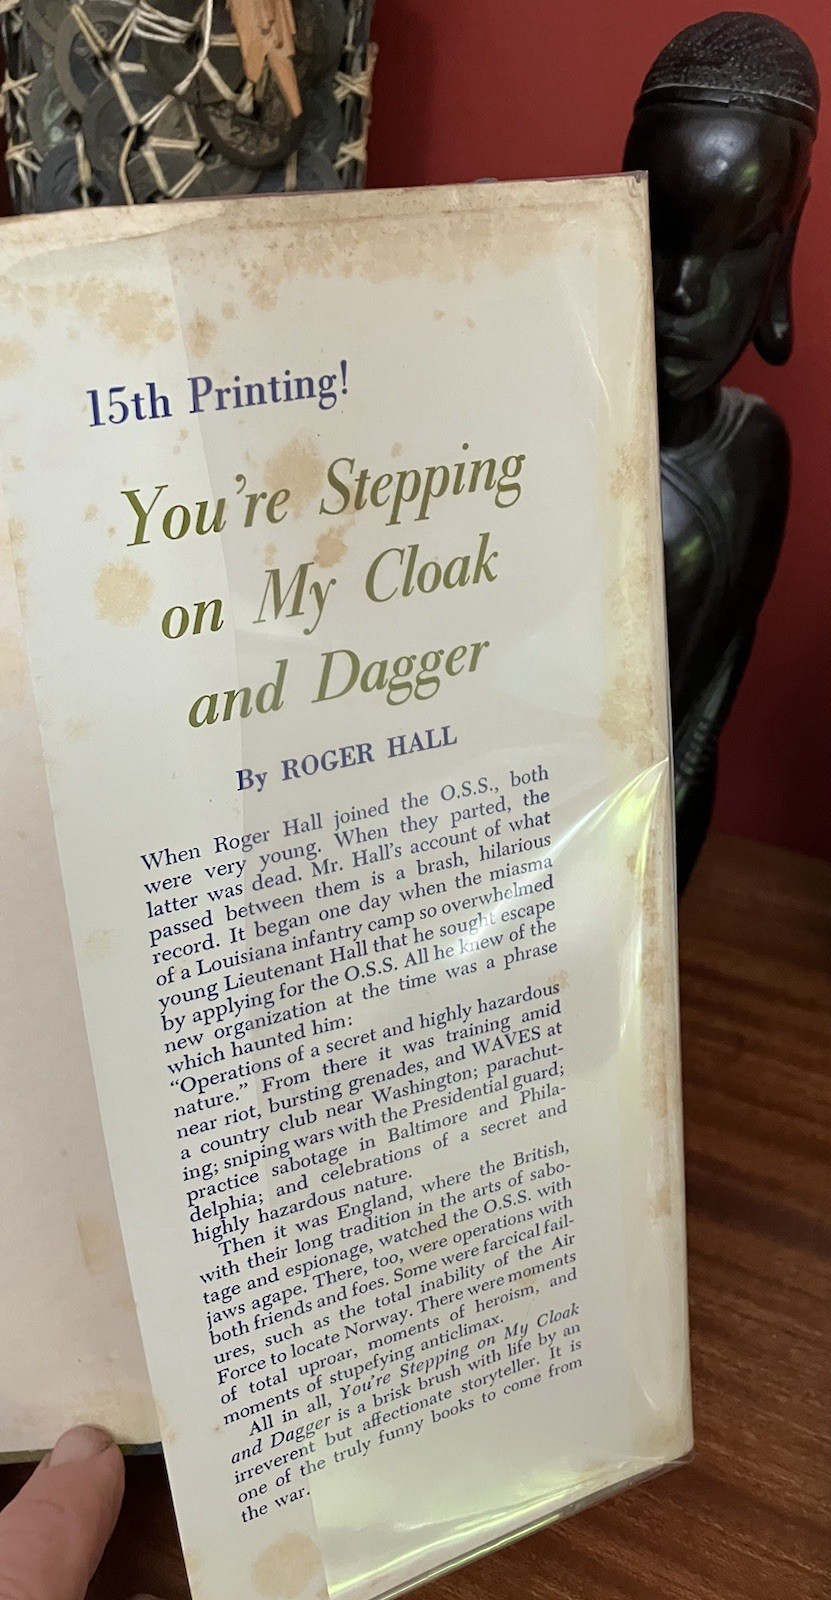 15th Printing!
You're Stepping
on My Cloak
and Dagger
By ROGER HALL
When Roger Hall joined the O.S.S., both
were very young. When they parted, the
latter was dead. Mr. Hall's account of what
passed between them is a brash, hilarious
record. It began one day when the miasma
of a Louisiana infantry camp so overwhelmed
young Lieutenant Hall that he sought escape
by applying for the O.S.S. All he knew of the
new organization at the time was a phrase
which haunted him:
"Operations of a secret and highly hazardous
nature." From there it was training amid
near riot, bursting grenades, and WAVES at
a country club near Washington; parachut-
ing; sniping wars with the Presidential guard;
practice sabotage in Baltimore and Phila-
delphia; and celebrations of a secret and
highly hazardous nature.
Then it was England, where the British,
with their long tradition in the arts of sabo-
tage and espionage, watched the O.S.S. with
jaws agape. There, too, were operations with
both friends and foes. Some were farcical fail-
ures, such as the total inability of the Air
Force to locate Norway. There were moments
of total uproar, moments of heroism, and
moments of stupefying anticlimax.
All in all, You're Stepping on My Cloak
and Dagger is a brisk brush with life by an
irreverent but affectionate storyteller. It is
one of the truly funny books to come from
the war.